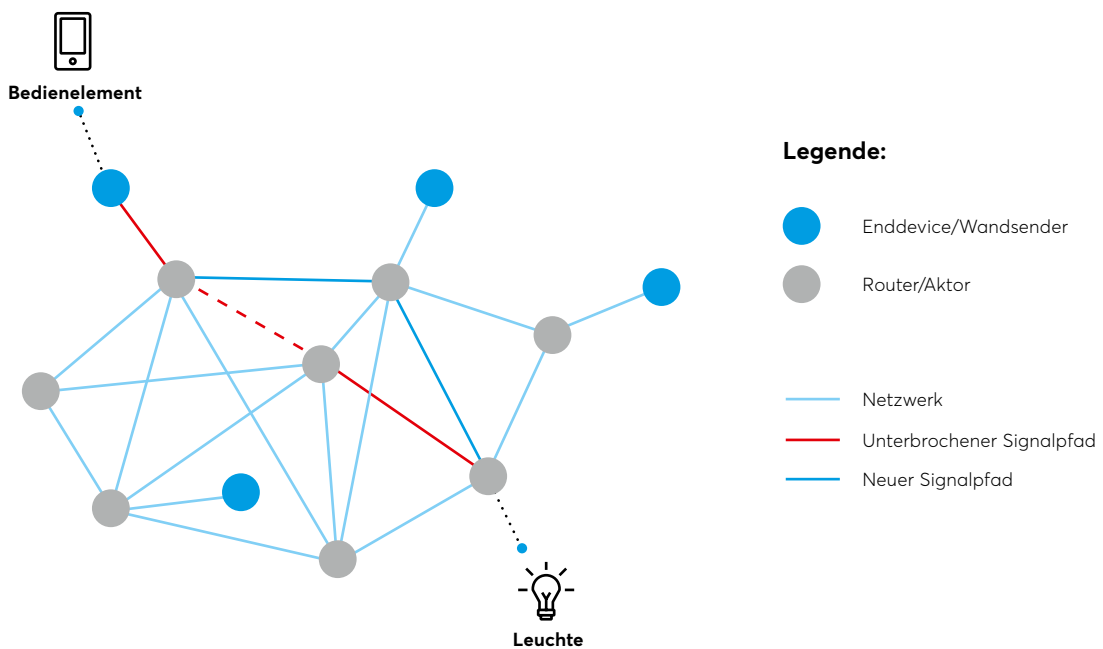 Bedienelement
Legende:
Enddevice/Wandsender
Router/Aktor
Netzwerk
Unterbrochener Signalpfad
Neuer Signalpfad
Leuchte